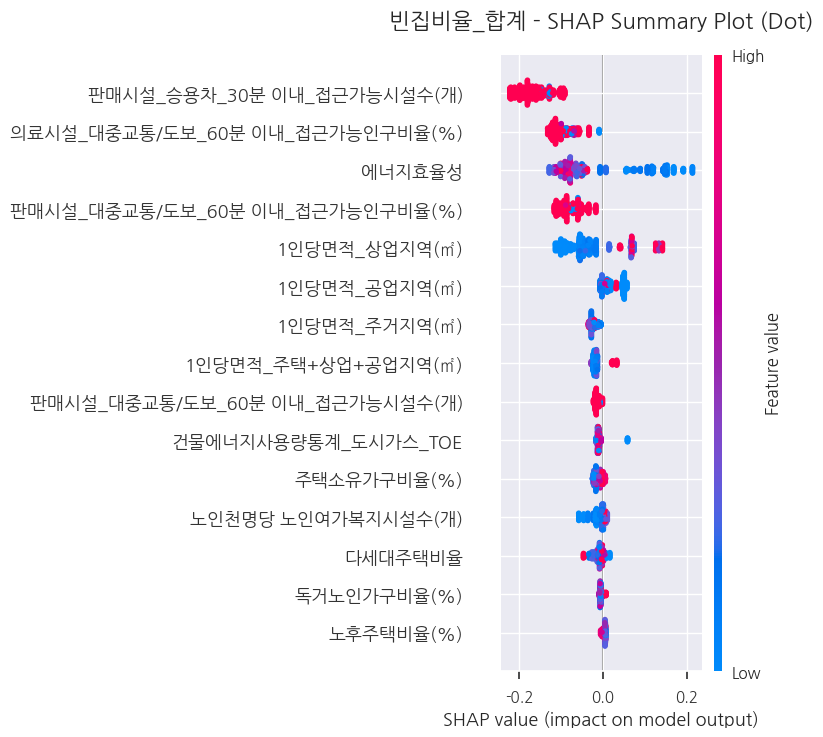 빈집비율_합계 - SHAP Summary Plot (Dot)
High
판매시설_승용차_30분 이내_접근가능시설수(개)
의료시설_대중교통/도보_60분 이내_접근가능인구비율(%)
에너지효율성
판매시설_대중교통/도보_60분 이내_접근가능인구비율(%)
1인당면적_상업지역(㎡)
1인당면적_공업지역(㎡)
1인당면적_주거지역(㎡)
1인당면적_주택+상업+공업지역(㎡)
판매시설_대중교통/도보_60분 이내_접근가능시설수(개)
건물에너지사용량통계_도시가스_TOE
주택소유가구비율(%)
노인천명당 노인여가복지시설수(개)
다세대주택비율
독거노인가구비율(%)
노후주택비율(%)
Feature value
Low
-0.2 0.0 0.2
SHAP value (impact on model output)